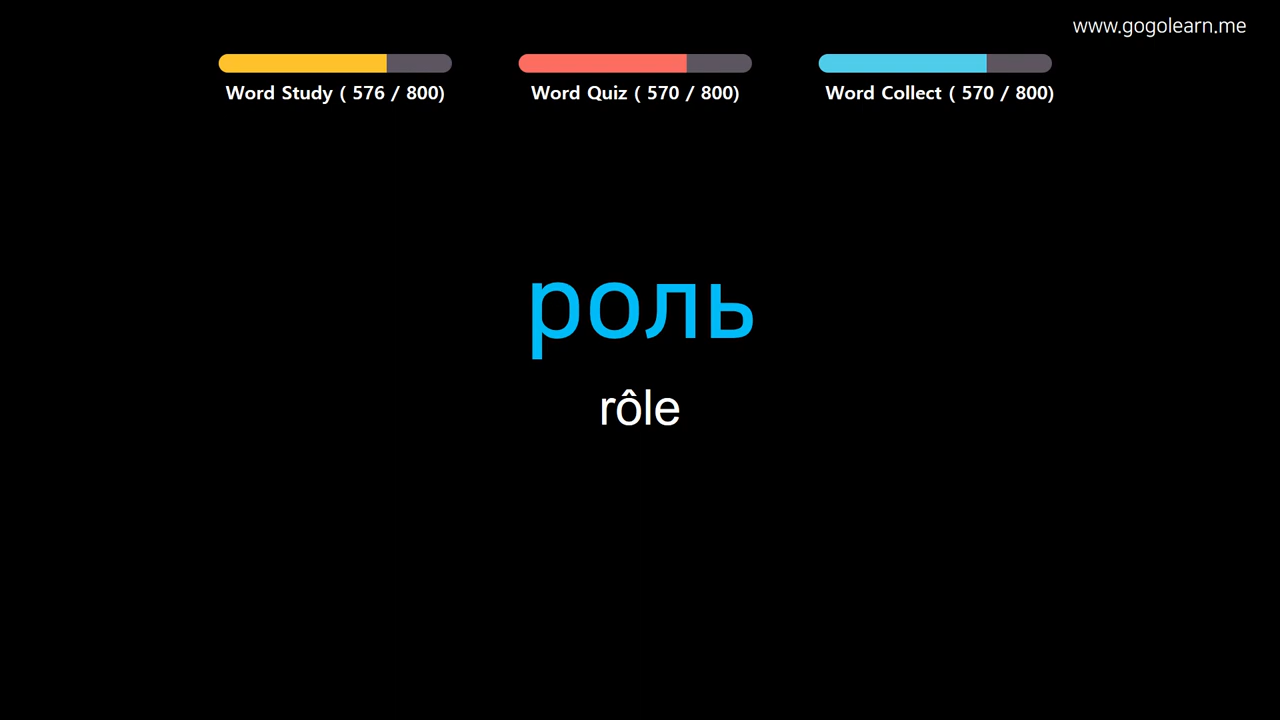 www.gogolearn.me
Word Study ( 576 / 800)
Word Quiz ( 570 / 800)
Word Collect ( 570 / 800)
роль
rôle